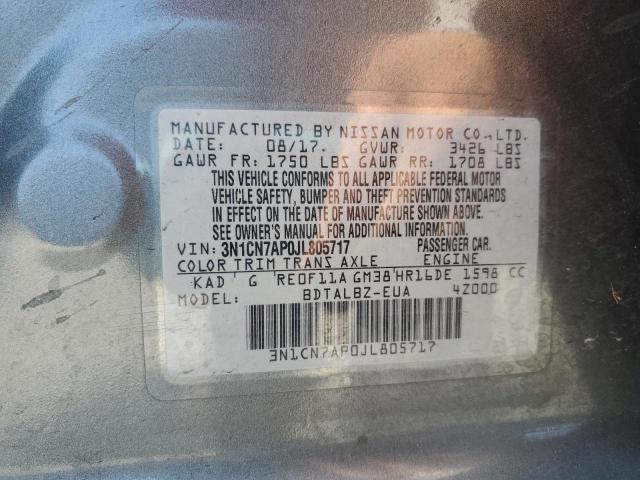 MANUFACTURED BY NISSAN MOTOR CO.,LTD.
DATE: 08/17. GVWR: 3426 LBS
GAWR FR: 1750 LBS GAWR RR: 1708 LBS
THIS VEHICLE CONFORMS TO ALL APPLICABLE FEDERAL MOTOR
VEHICLE SAFETY, BUMPER AND THEFT PREVENTION STANDARDS
IN EFFECT ON THE DATE OF MANUFACTURE SHOWN ABOVE.
SEE OWNER'S MANUAL FOR ADDITIONAL INFORMATION.
VIN: 3N1CN7AP0JL805717 PASSENGER CAR.
COLOR TRIM TRANS AXLE ENGINE
KAD ' G ' RE0F11A GM38'HR16DE 1598 CC
MODEL: BDTALBZ-EUA 4Z000
3N1CN7AP0JL805717